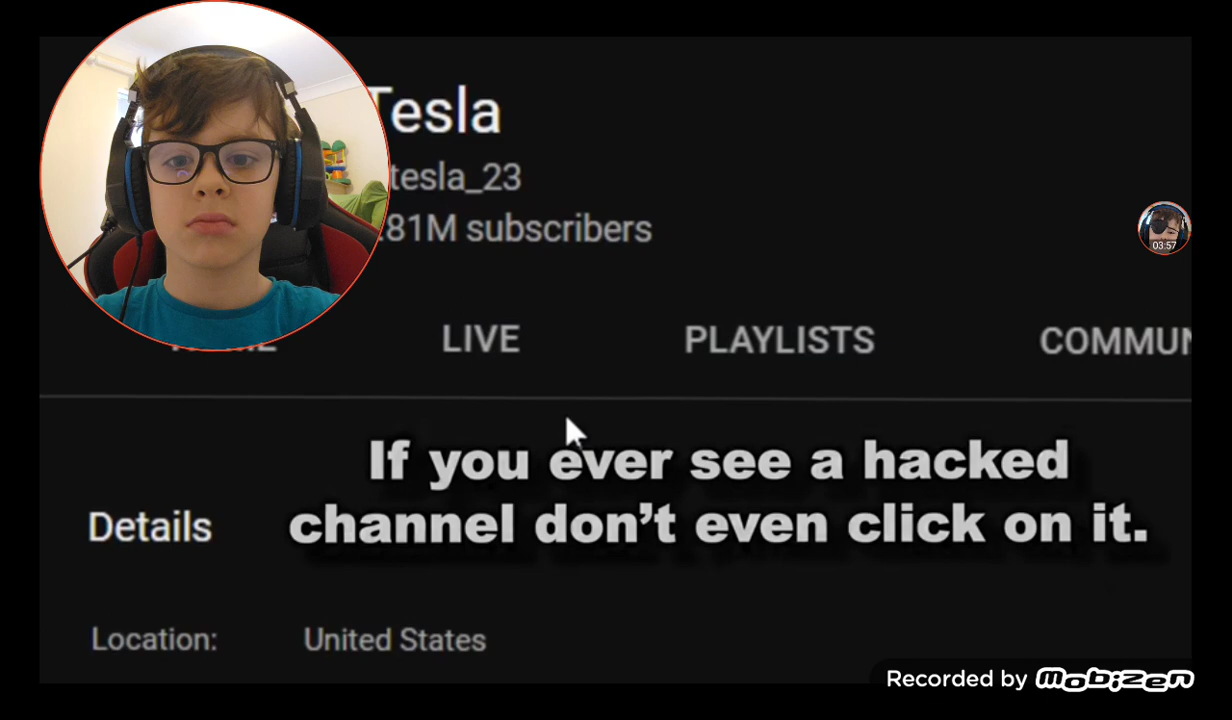 Tesla
tesla_23
.81M subscribers
LIVE
PLAYLISTS
COMMUN
If you ever see a hacked
channel don't even click on it.
Details
Location:
United States
03:57
Recorded by mobizen